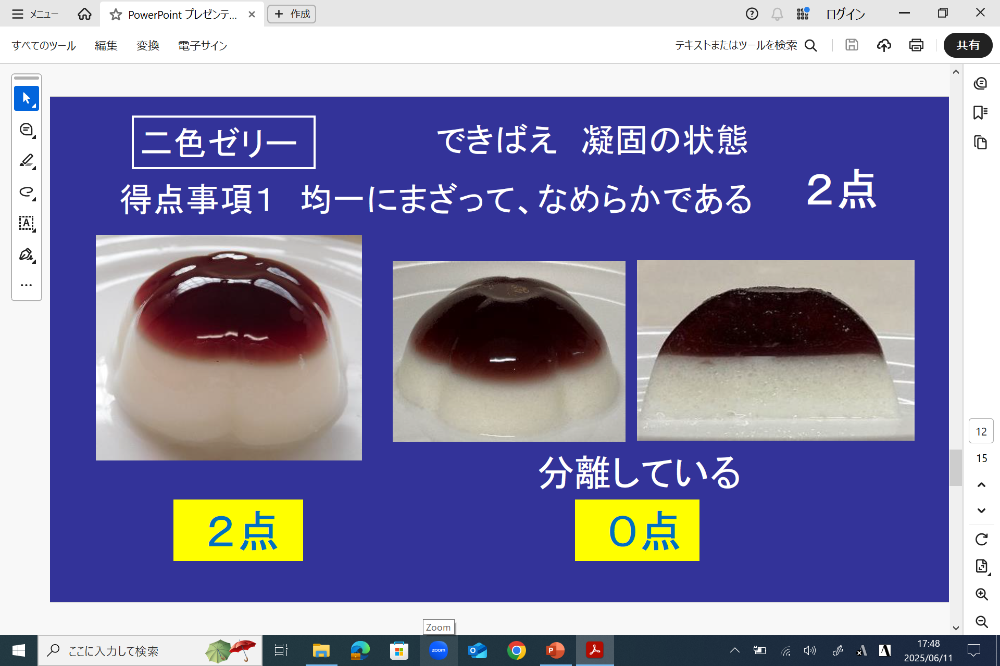 メニュー
PowerPoint プレゼンテ...
作成
ログイン
すべてのツール
編集
変換
電子サイン
テキストまたはツールを検索
共有
二色ゼリー
できばえ　凝固の状態
得点事項１　均一にまざって、なめらかである
２点
分離している
２点
０点
12
15
Zoom
ここに入力して検索
zoom
17:48
2025/06/11